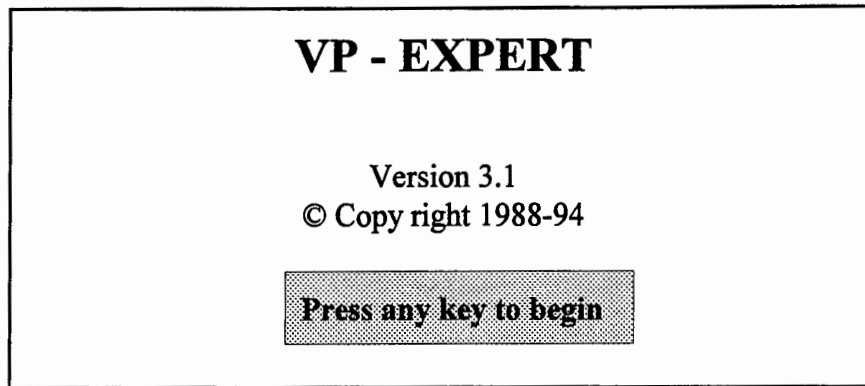 VP - EXPERT
Version 3.1
© Copy right 1988-94
Press any key to begin